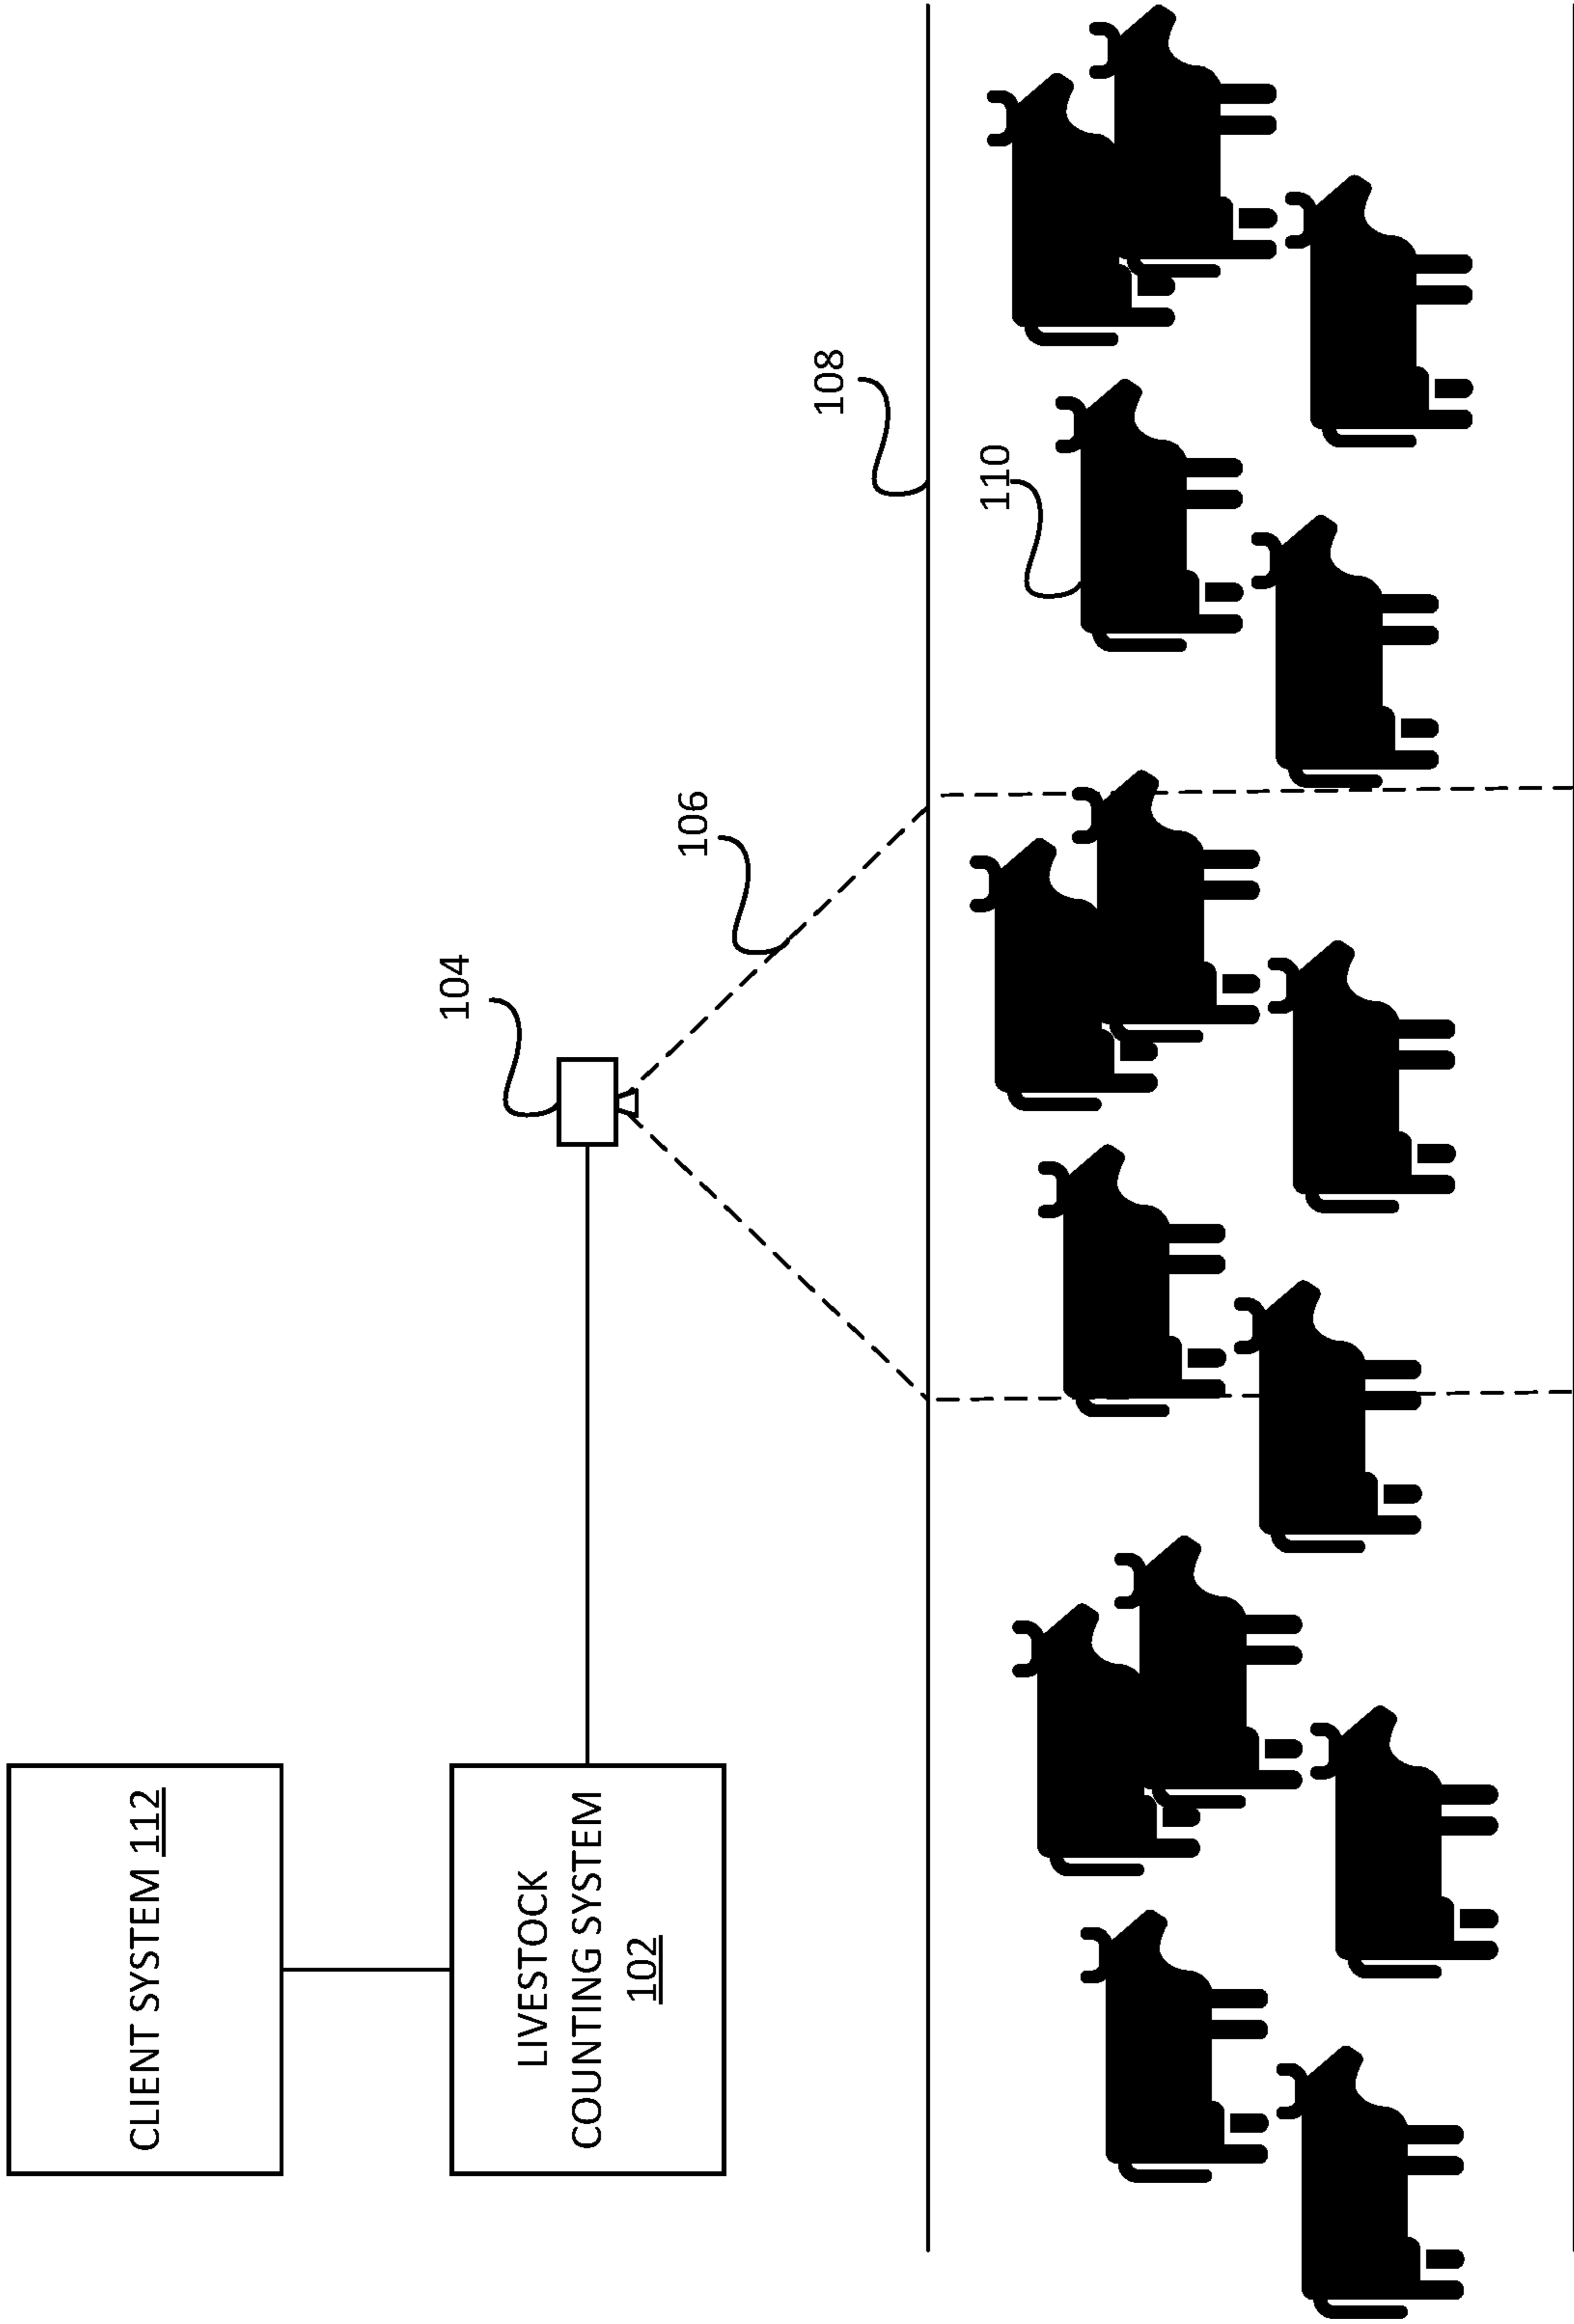 CLIENT SYSTEM 112
LIVESTOCK
COUNTING SYSTEM
102
104
106
108
110